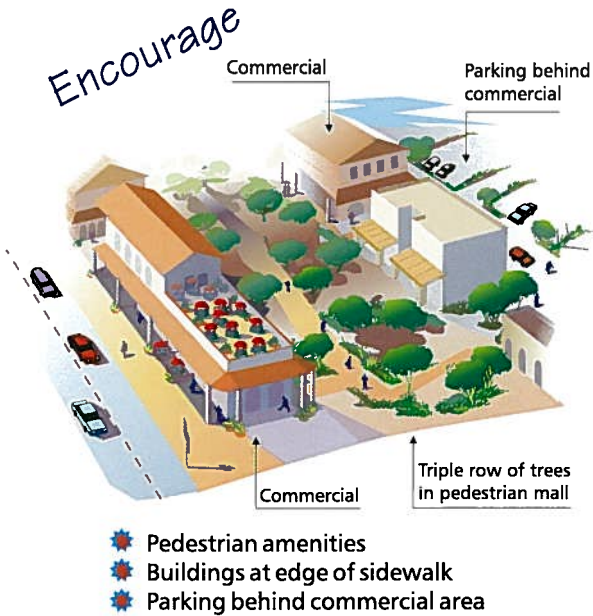 Encourage
Commercial
Parking behind
commercial
Commercial
Triple row of trees
in pedestrian mall
Pedestrian amenities
Buildings at edge of sidewalk
Parking behind commercial area